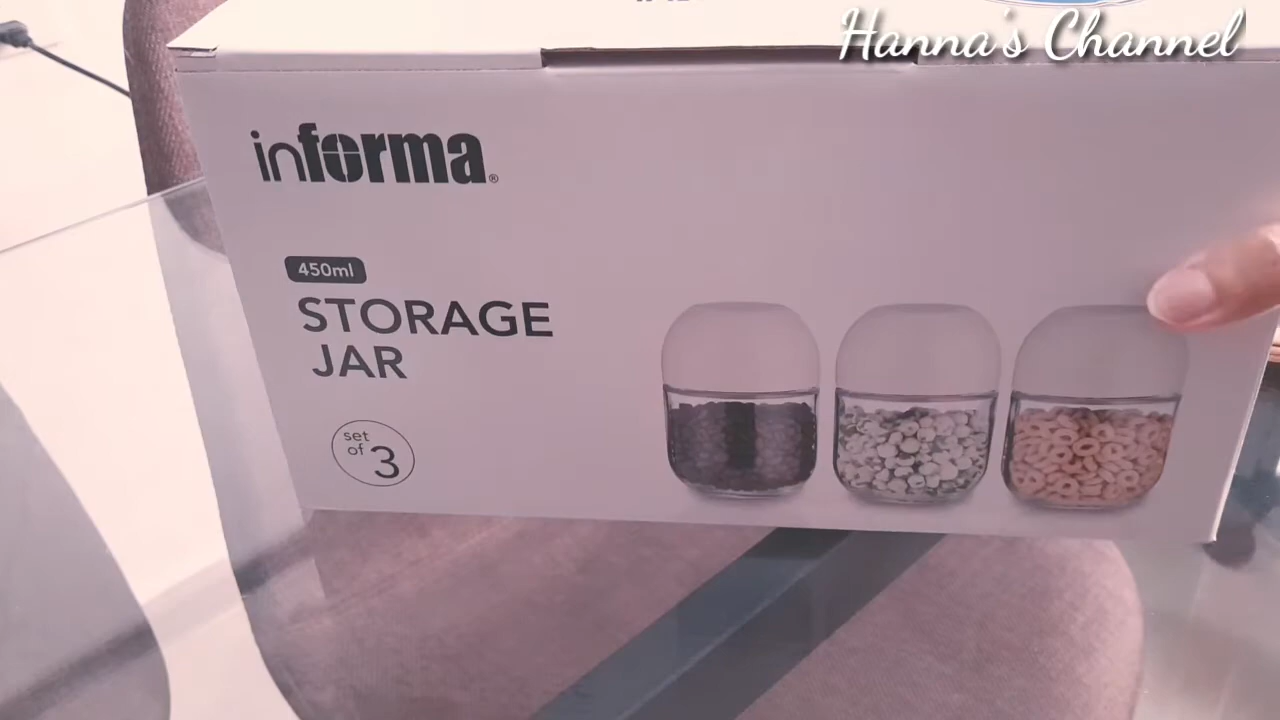 Hanna's Channel
informa®
450ml
STORAGE
JAR
set
of 3